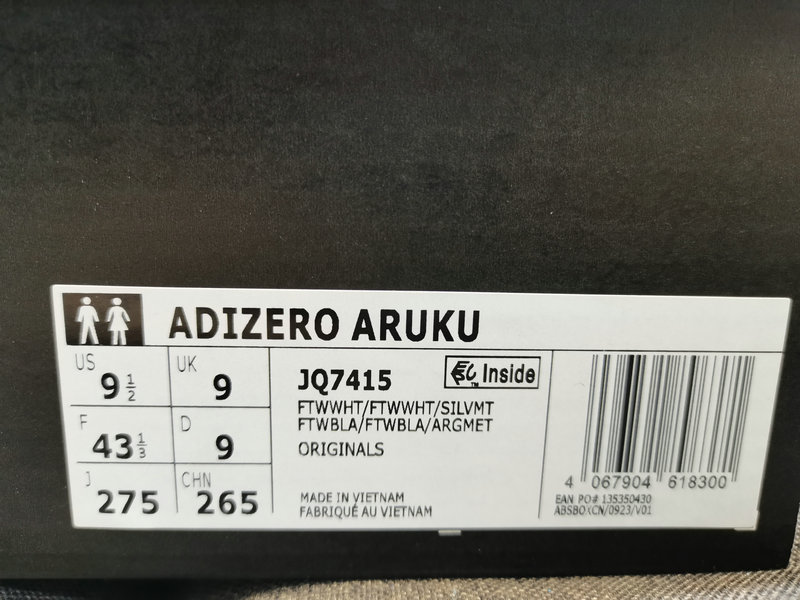 ADIZERO ARUKU
US 9 1/2 UK 9
F 43 1/3 D 9
J 275 CHN 265
JQ7415
Inside
TM
FTWWHT/FTWWHT/SILVMT
FTWBLA/FTWBLA/ARGMET
ORIGINALS
MADE IN VIETNAM
FABRIQUÉ AU VIETNAM
4 067904 618300
EAN PO# 135350430
ABSBOXCN/0923/V01